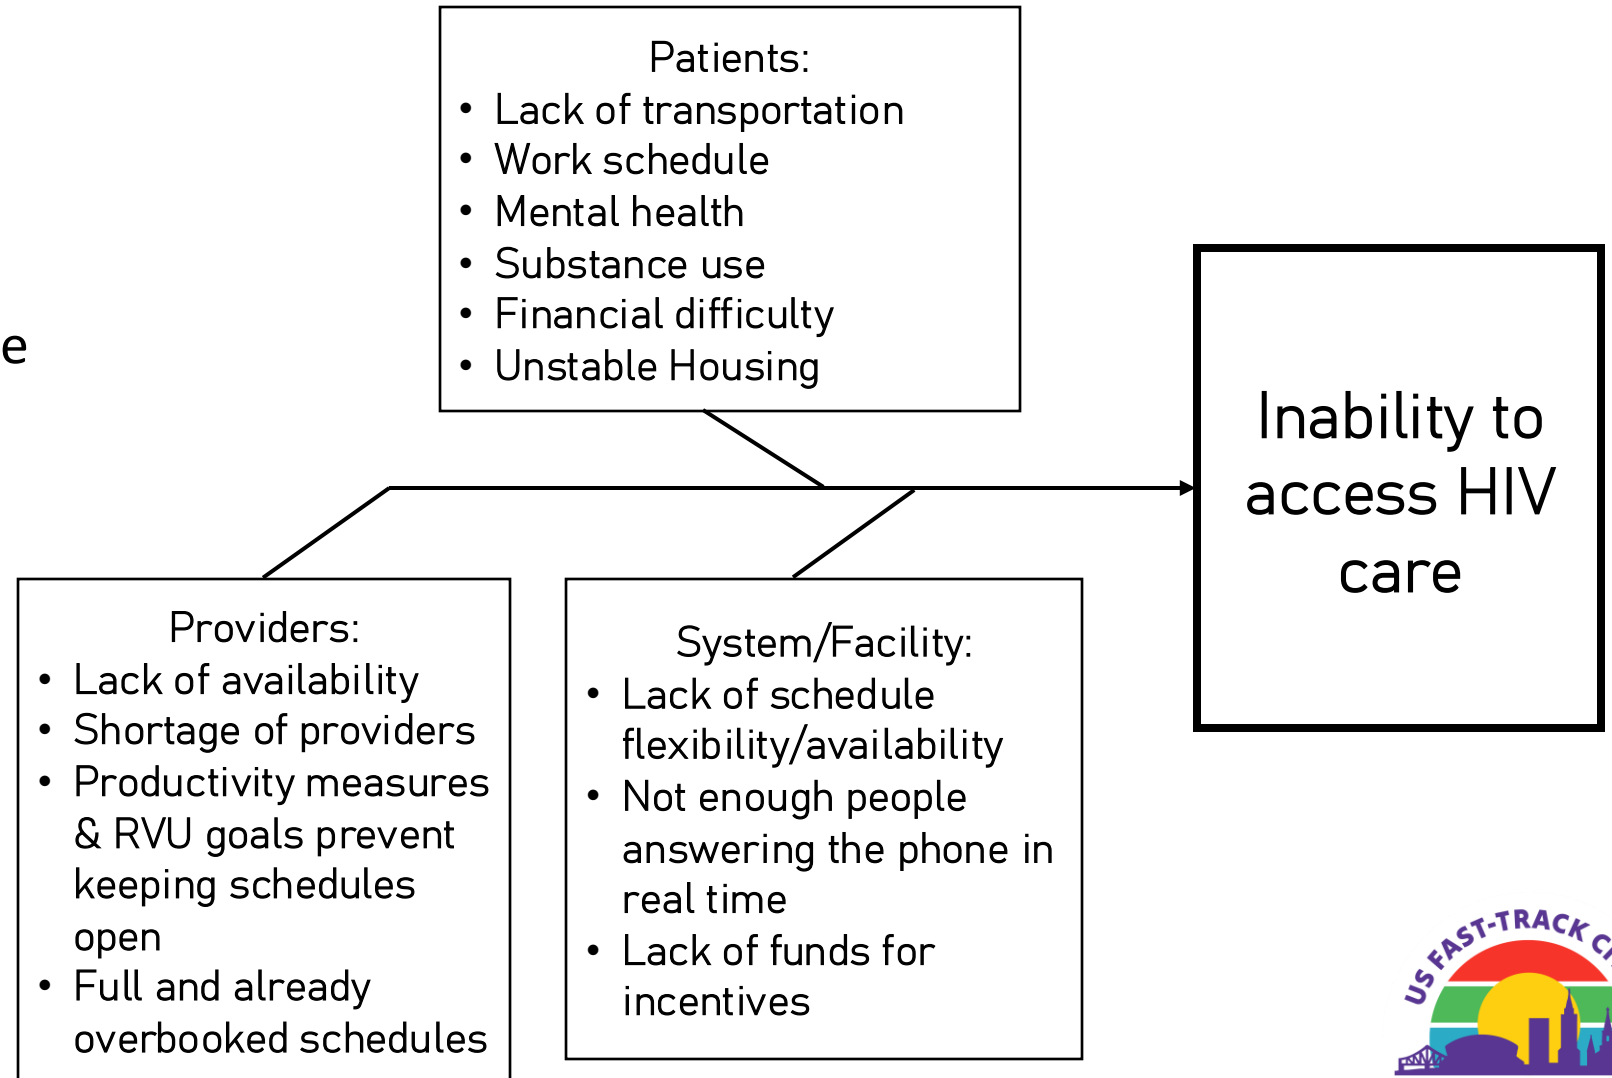 Patients:
• Lack of transportation
• Work schedule
• Mental health
• Substance use
• Financial difficulty
• Unstable Housing
e
Inability to
access HIV
care
Providers:
• Lack of availability
• Shortage of providers
• Productivity measures
& RVU goals prevent
keeping schedules
open
• Full and already
overbooked schedules
System/Facility:
• Lack of schedule
flexibility/availability
• Not enough people
answering the phone in
real time
• Lack of funds for
incentives
US FAST-TRACK